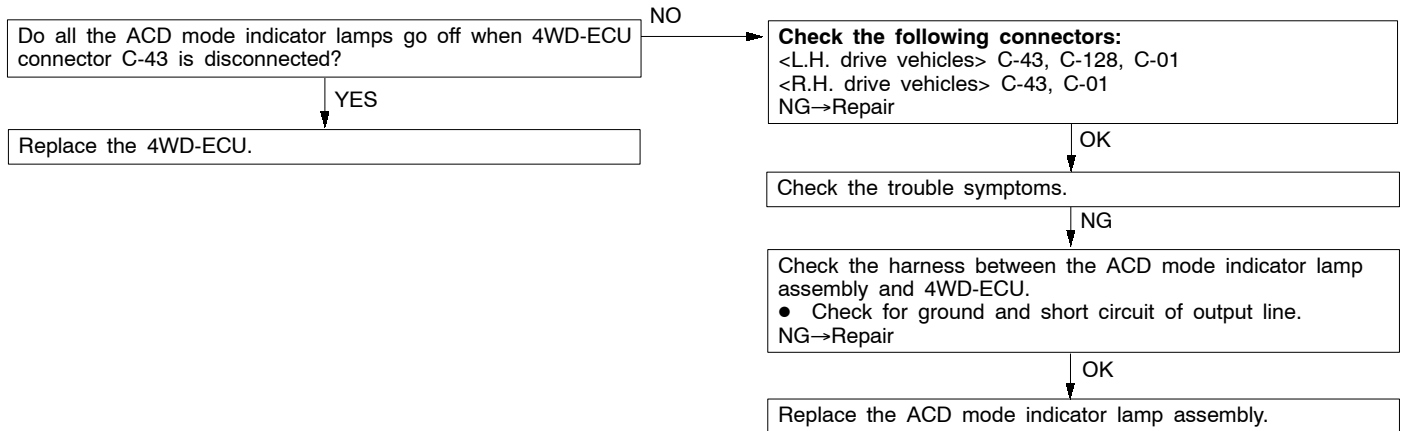 Do all the ACD mode indicator lamps go off when 4WD-ECU
connector C-43 is disconnected?
NO
YES
Replace the 4WD-ECU.
Check the following connectors:
<L.H. drive vehicles> C-43, C-128, C-01
<R.H. drive vehicles> C-43, C-01
NG→Repair
OK
Check the trouble symptoms.
NG
Check the harness between the ACD mode indicator lamp
assembly and 4WD-ECU.
● Check for ground and short circuit of output line.
NG→Repair
OK
Replace the ACD mode indicator lamp assembly.